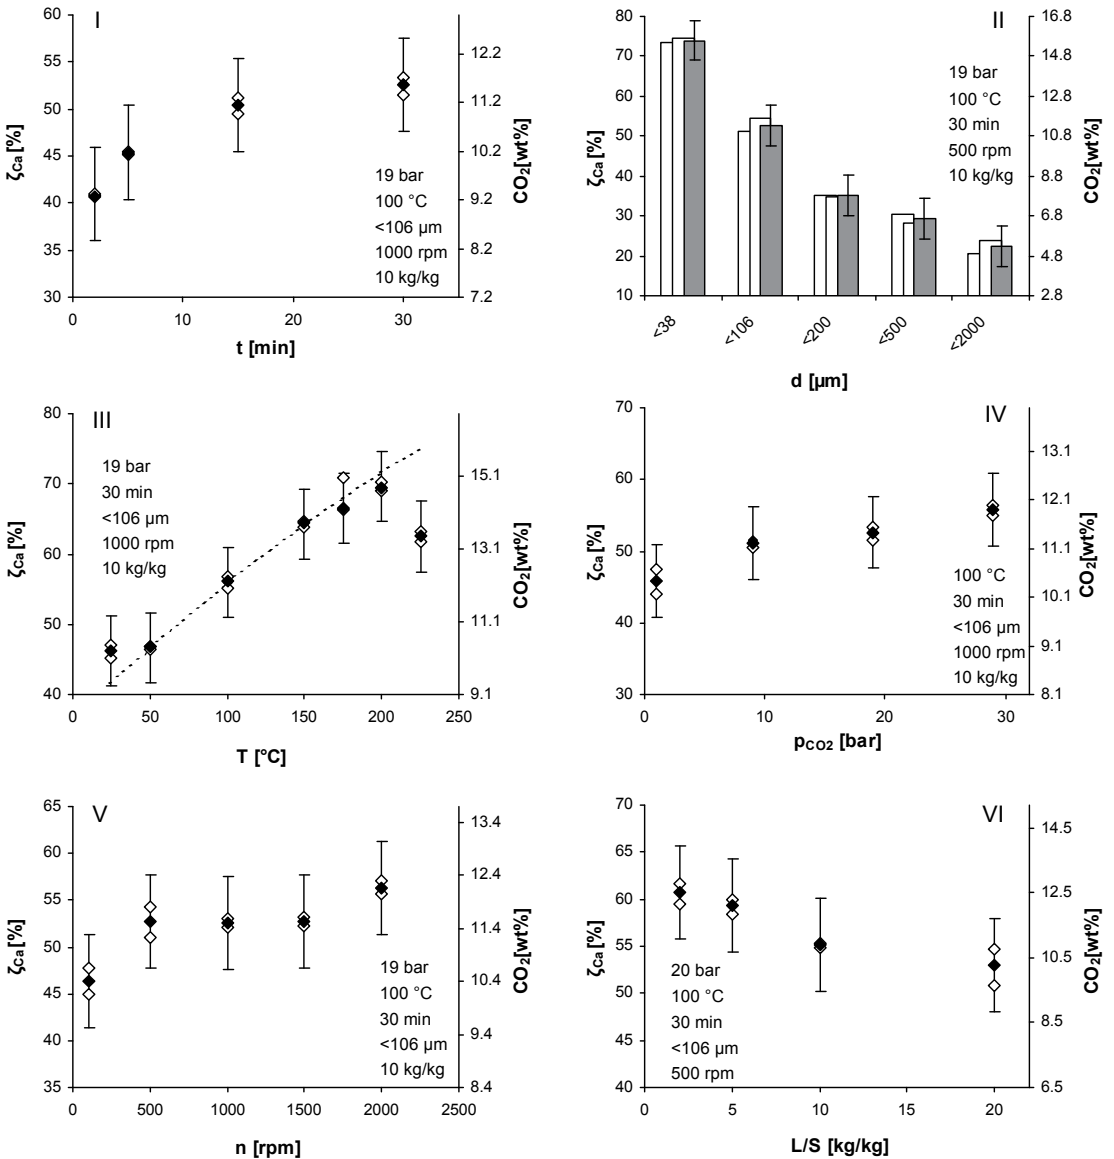 I
60
55
50
45
40
35
30
ζCa [%]
12.2
11.2
10.2
9.2
8.2
7.2
CO2[wt%]
19 bar
100 °C
<106 µm
1000 rpm
10 kg/kg
0 10 20 30
t [min]
II
80
70
60
50
40
30
20
10
ζCa [%]
16.8
14.8
12.8
10.8
8.8
6.8
4.8
2.8
CO2[wt%]
19 bar
100 °C
30 min
500 rpm
10 kg/kg
<38 <106 <200 <500 <2000
d [µm]
III
80
70
60
50
40
ζCa [%]
15.1
13.1
11.1
9.1
CO2[wt%]
19 bar
30 min
<106 µm
1000 rpm
10 kg/kg
0 50 100 150 200 250
T [°C]
IV
70
60
50
40
30
ζCa [%]
13.1
12.1
11.1
10.1
9.1
8.1
CO2[wt%]
100 °C
30 min
<106 µm
1000 rpm
10 kg/kg
0 10 20 30
pCO2 [bar]
V
65
60
55
50
45
40
35
ζCa [%]
13.4
12.4
11.4
10.4
9.4
8.4
CO2[wt%]
19 bar
100 °C
30 min
<106 µm
10 kg/kg
0 500 1000 1500 2000 2500
n [rpm]
VI
70
65
60
55
50
45
40
ζCa [%]
14.5
12.5
10.5
8.5
6.5
CO2[wt%]
20 bar
100 °C
30 min
<106 µm
500 rpm
0 5 10 15 20
L/S [kg/kg]